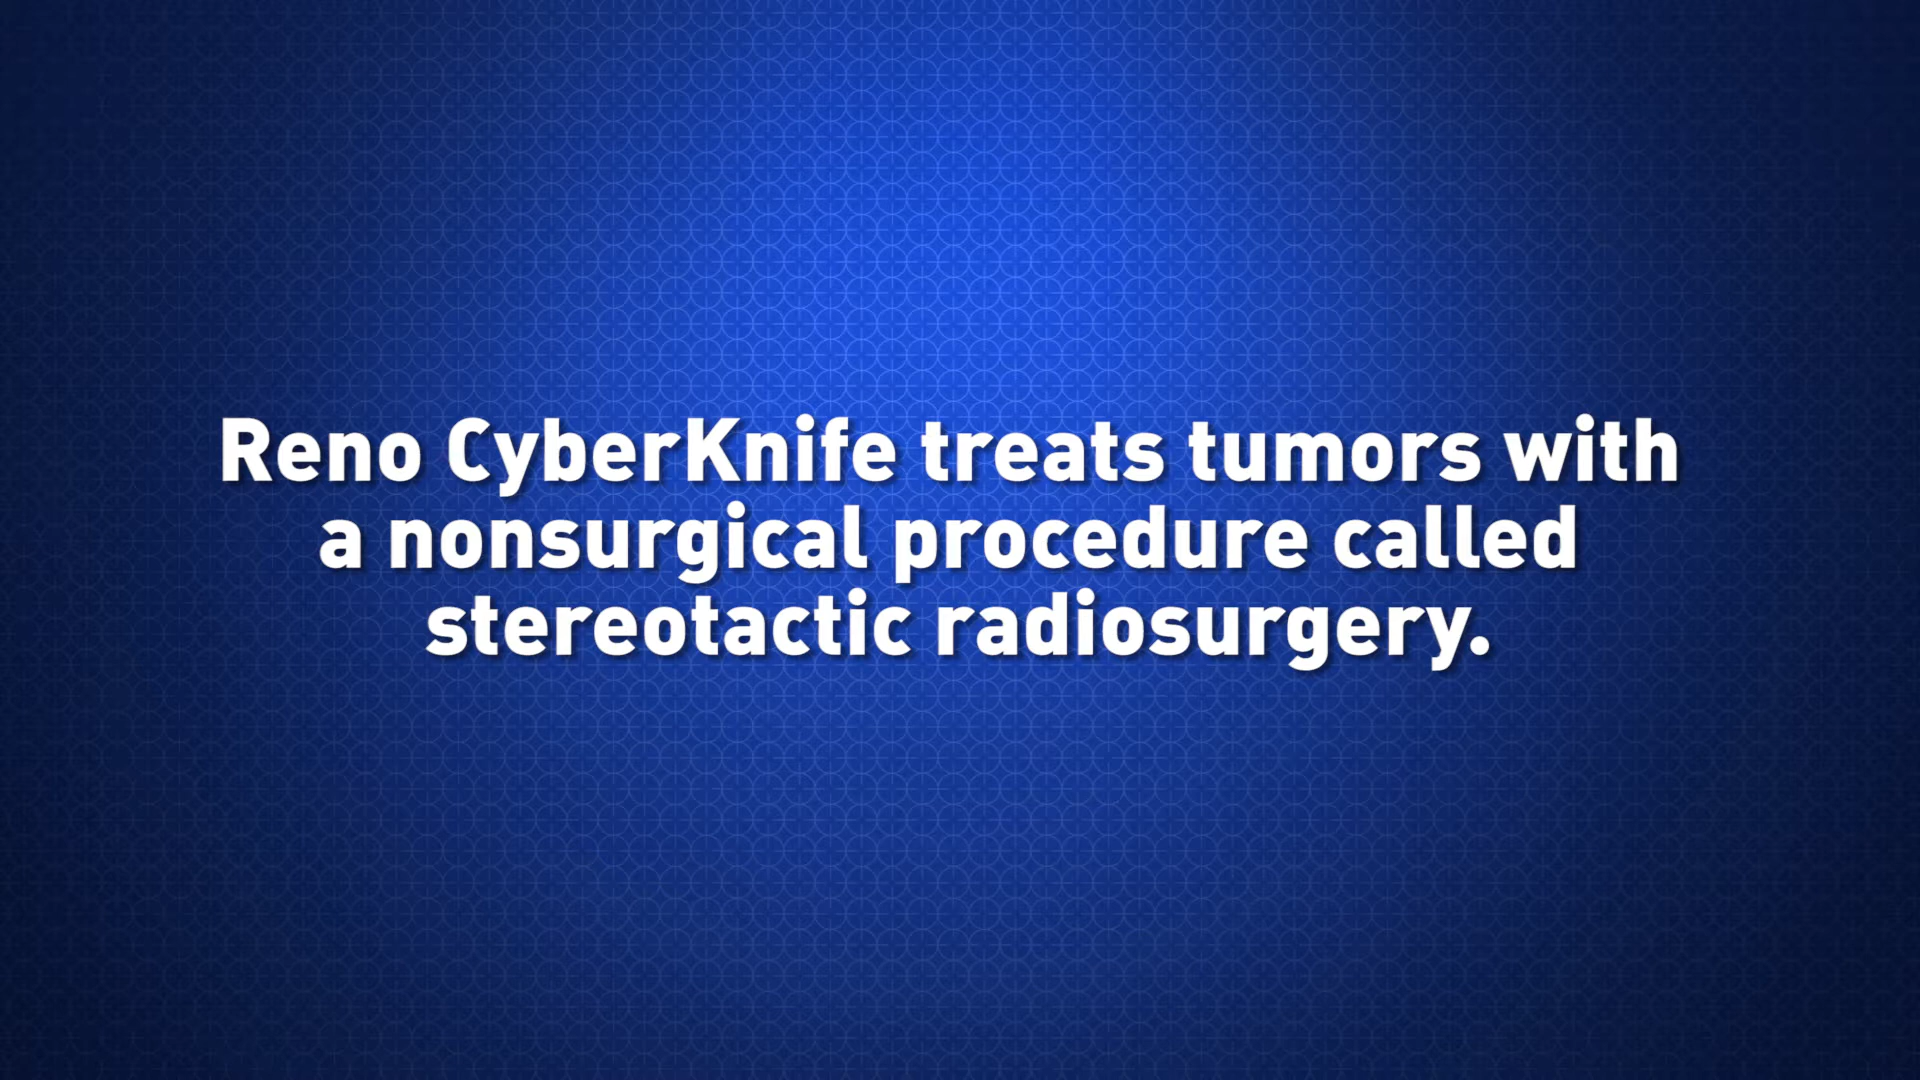 Reno CyberKnife treats tumors with
a nonsurgical procedure called
stereotactic radiosurgery.